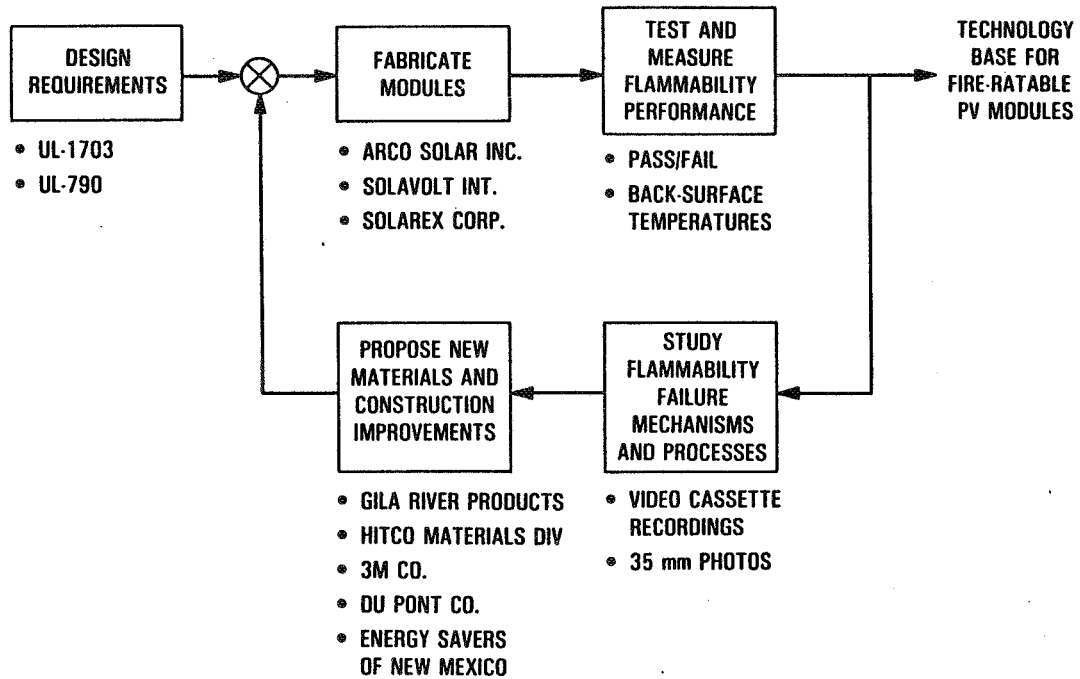 DESIGN
REQUIREMENTS
• UL-1703
• UL-790
FABRICATE
MODULES
• ARCO SOLAR INC.
• SOLAVOLT INT.
• SOLAREX CORP.
TEST AND
MEASURE
FLAMMABILITY
PERFORMANCE
• PASS/FAIL
• BACK-SURFACE
TEMPERATURES
TECHNOLOGY
BASE FOR
FIRE-RATABLE
PV MODULES
PROPOSE NEW
MATERIALS AND
CONSTRUCTION
IMPROVEMENTS
• GILA RIVER PRODUCTS
• HITCO MATERIALS DIV
• 3M CO.
• DU PONT CO.
• ENERGY SAVERS
OF NEW MEXICO
STUDY
FLAMMABILITY
FAILURE
MECHANISMS
AND PROCESSES
• VIDEO CASSETTE
RECORDINGS
• 35 mm PHOTOS